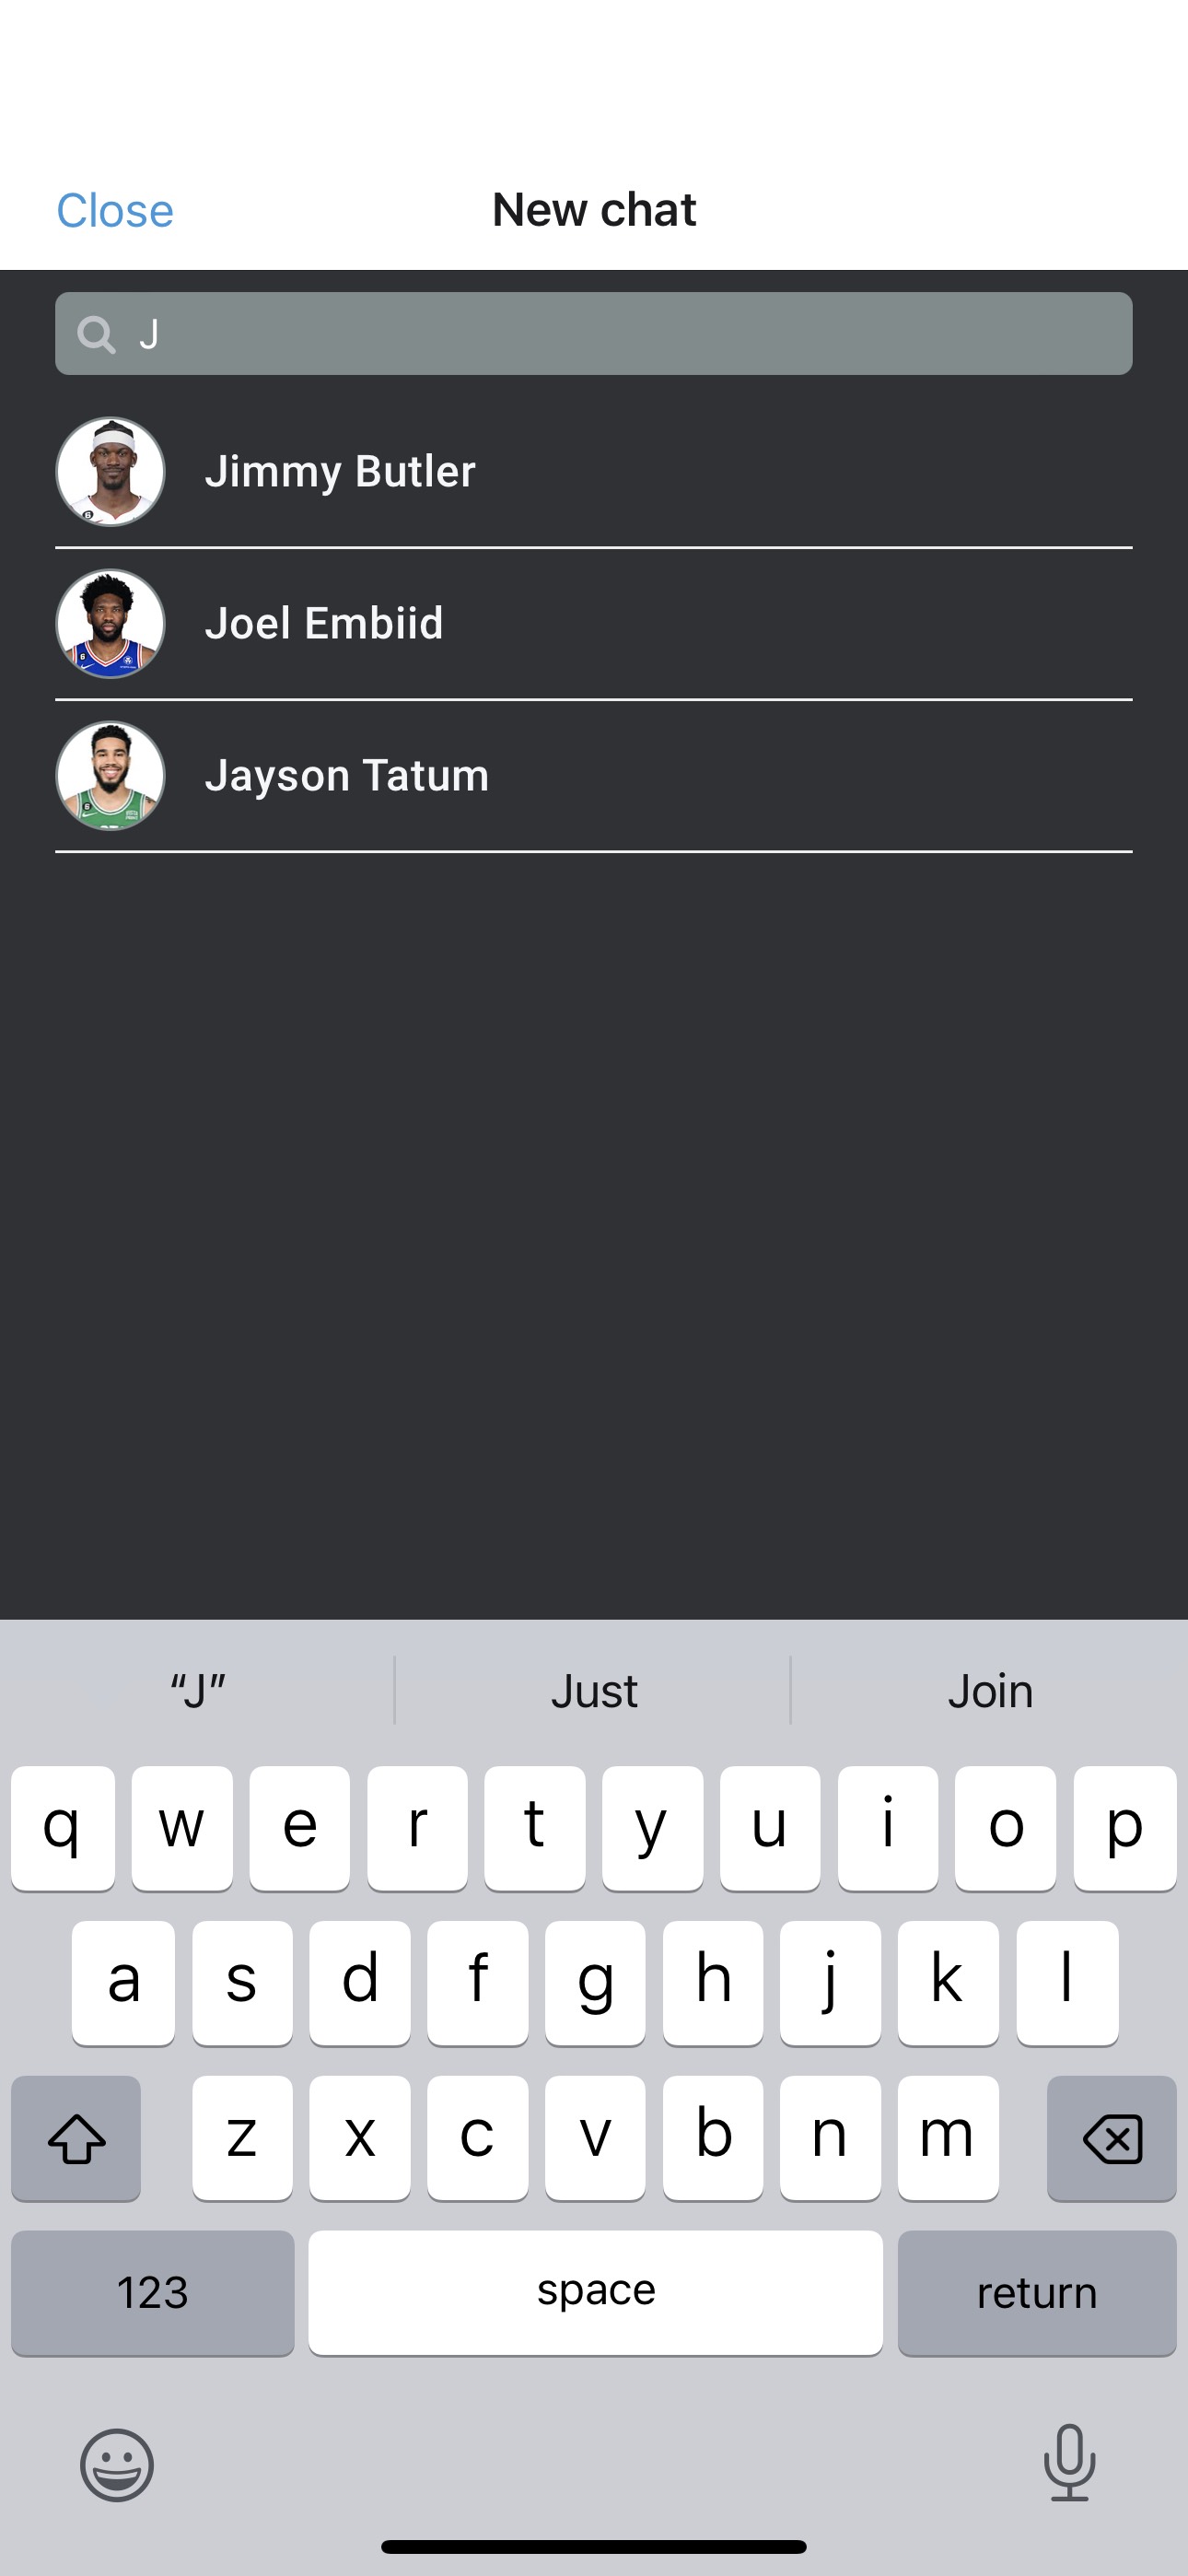 Close
New chat
J
Jimmy Butler
Joel Embiid
Jayson Tatum
“J”
Just
Join
q w e r t y u i o p
a s d f g h j k l
z x c v b n m
123
space
return